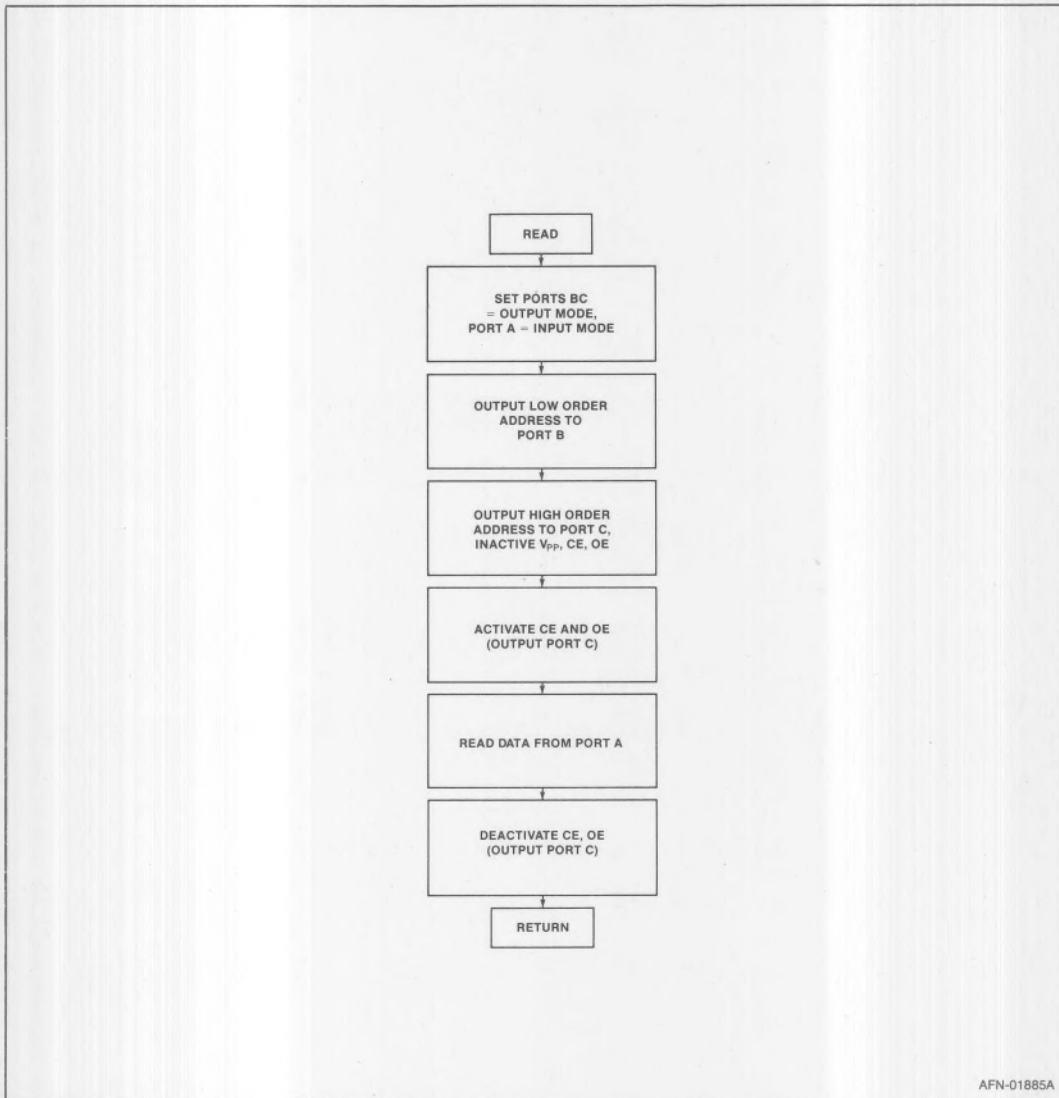 READ
SET PORTS BC
= OUTPUT MODE,
PORT A = INPUT MODE
OUTPUT LOW ORDER
ADDRESS TO
PORT B
OUTPUT HIGH ORDER
ADDRESS TO PORT C,
INACTIVE VPP, CE, OE
ACTIVATE CE AND OE
(OUTPUT PORT C)
READ DATA FROM PORT A
DEACTIVATE CE, OE
(OUTPUT PORT C)
RETURN
AFN-01885A